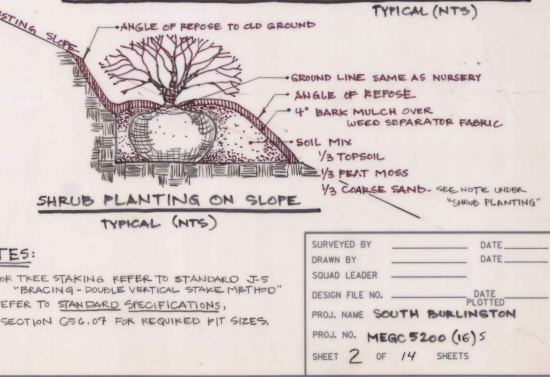 TYPICAL (NTS)
ANGLE OF REPOSE TO OLD GROUND
STING SLOPE
GROUND LINE SAME AS NURSERY
ANGLE OF REPOSE
4" BARK MULCH OVER
WEED SEPARATOR FABRIC
SOIL MIX
1/3 TOPSOIL
1/3 PEAT MOSS
1/3 COARSE SAND - SEE NOTE UNDER
"SHRUB PLANTING"
SHRUB PLANTING ON SLOPE
TYPICAL (NTS)
TES:
OR TREE STAKING REFER TO STANDARD J-5
"BRACING - DOUBLE VERTICAL STAKE METHOD"
EFER TO STANDARD SPECIFICATIONS,
SECTION 656.07 FOR REQUIRED PIT SIZES,
SURVEYED BY DATE
DRAWN BY DATE
SQUAD LEADER
DESIGN FILE NO. DATE PLOTTED
PROJ. NAME SOUTH BURLINGTON
PROJ. NO. MEGC 5200 (16) S
SHEET 2 OF 14 SHEETS